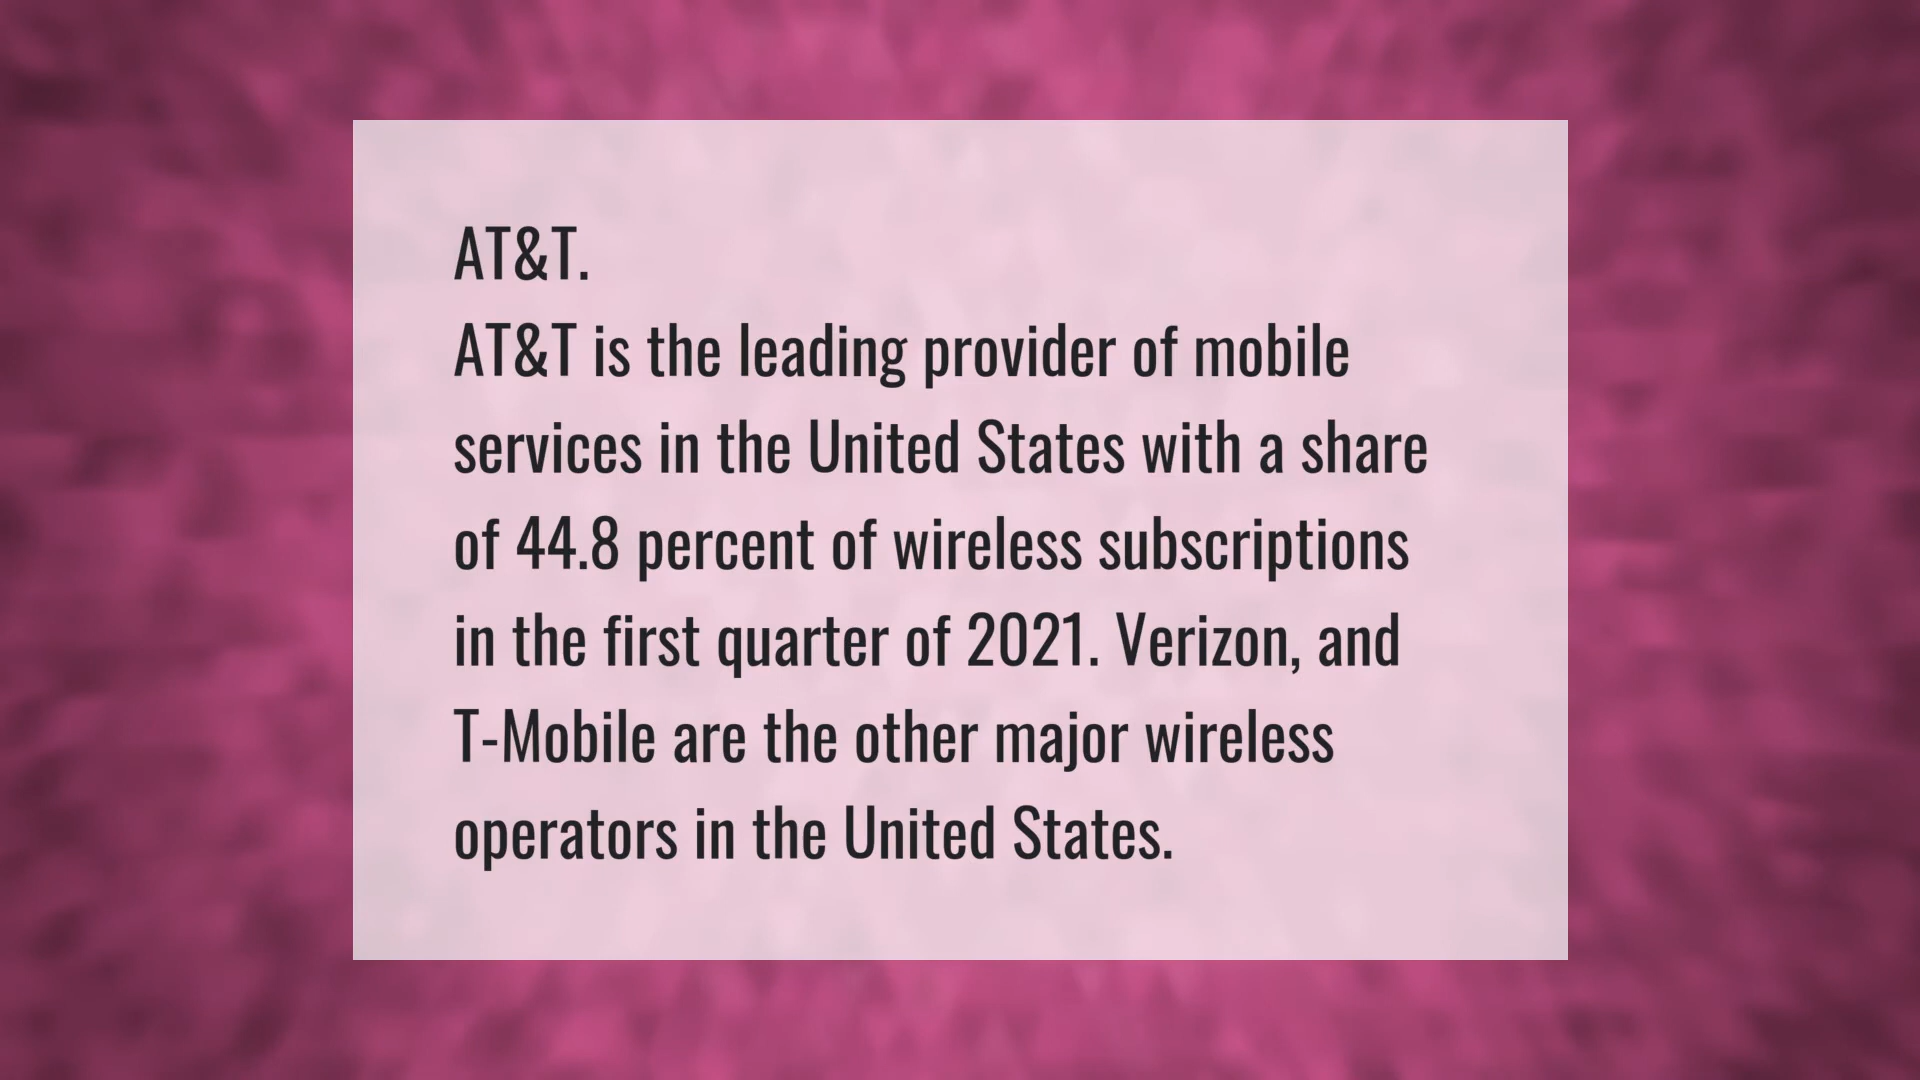 AT&T.
AT&T is the leading provider of mobile
services in the United States with a share
of 44.8 percent of wireless subscriptions
in the first quarter of 2021. Verizon, and
T-Mobile are the other major wireless
operators in the United States.